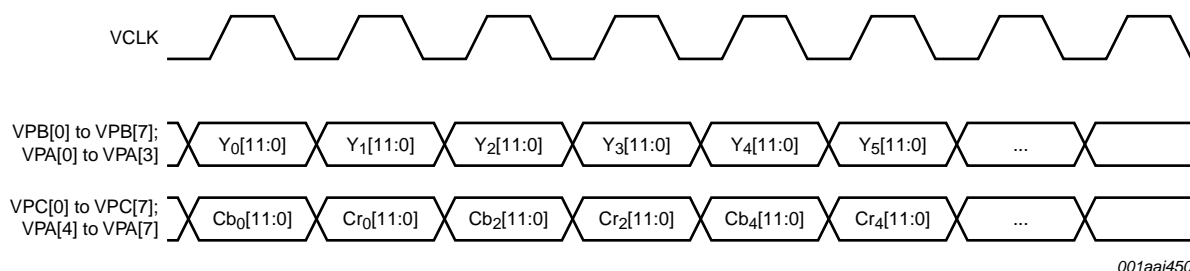 VCLK
VPB[0] to VPB[7];
VPA[0] to VPA[3]
Y0[11:0] Y1[11:0] Y2[11:0] Y3[11:0] Y4[11:0] Y5[11:0] ...
VPC[0] to VPC[7];
VPA[4] to VPA[7]
Cb0[11:0] Cr0[11:0] Cb2[11:0] Cr2[11:0] Cb4[11:0] Cr4[11:0] ...
001aai450